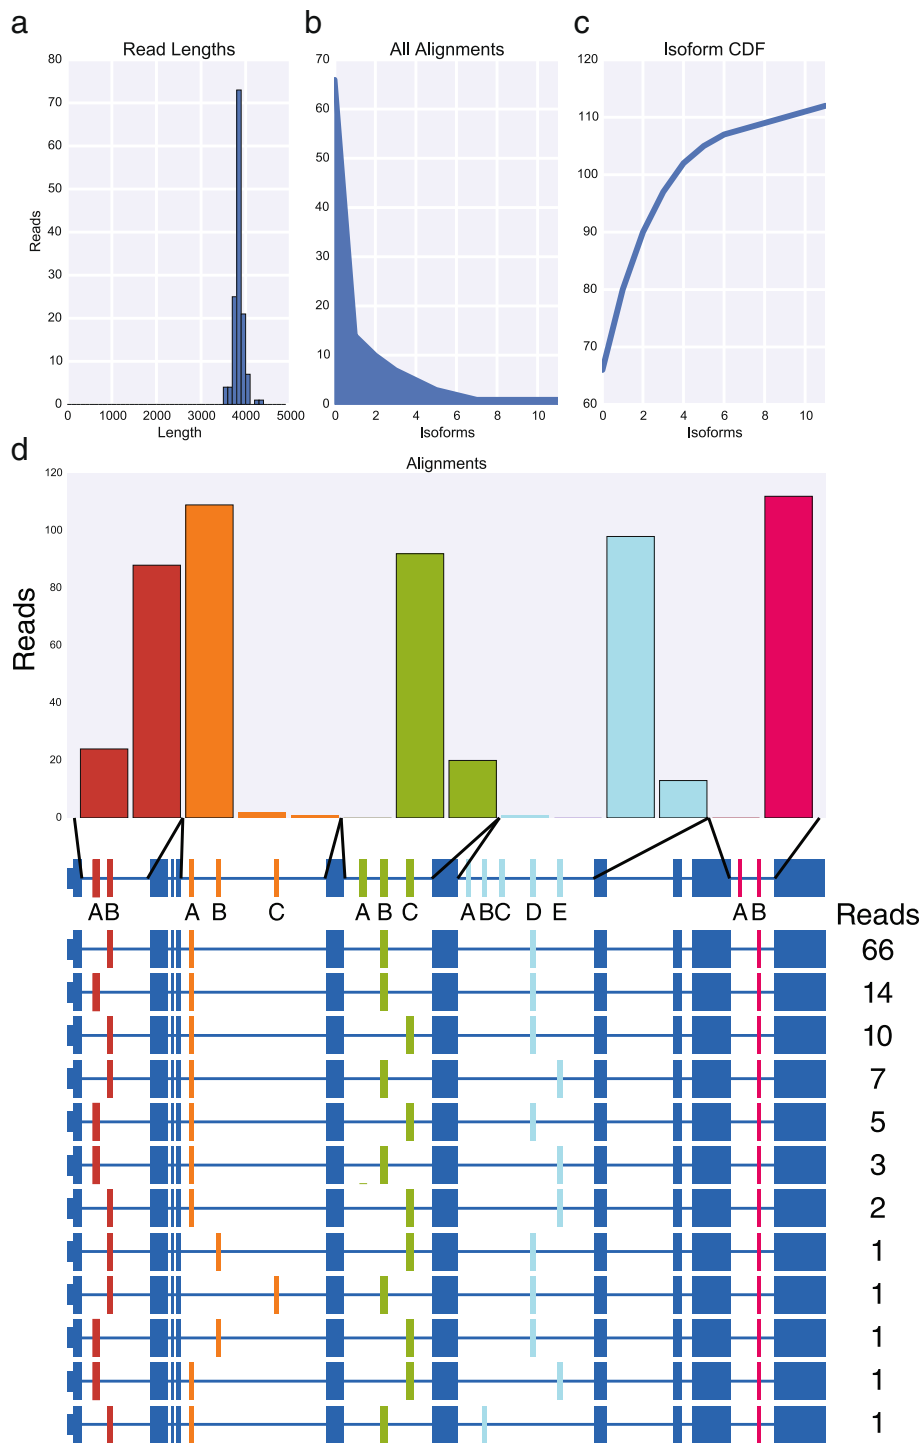 a
Read Lengths
80
70
60
50
40
30
20
10
0
Reads
0 1000 2000 3000 4000 5000
Length
b
All Alignments
70
60
50
40
30
20
10
0
0 2 4 6 8 10
Isoforms
c
Isoform CDF
120
110
100
90
80
70
60
0 2 4 6 8 10
Isoforms
d
Alignments
120
100
80
60
40
20
0
Reads
A B A B C A B C A B C D E A B
Reads
66
14
10
7
5
3
2
1
1
1
1
1